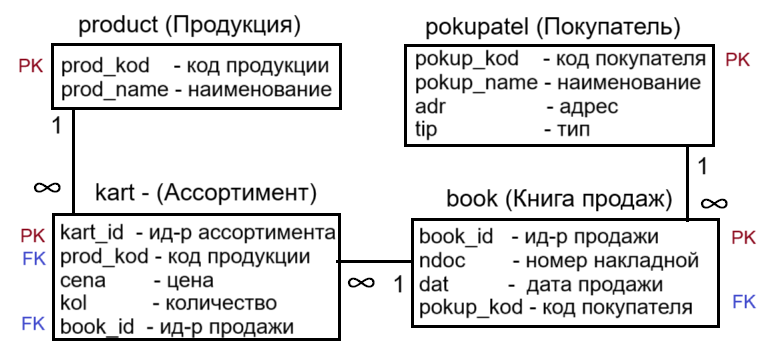 product (Продукция)
PK
prod_kod - код продукции
prod_name - наименование
pokupatel (Покупатель)
pokup_kod - код покупателя
PK
pokup_name - наименование
adr - адрес
tip - тип
1
∞
1
∞
kart - (Ассортимент)
PK
kart_id - ид-р ассортимента
FK
prod_kod - код продукции
cena - цена
kol - количество
FK
book_id - ид-р продажи
∞
1
book (Книга продаж)
book_id - ид-р продажи
PK
ndoc - номер накладной
dat - дата продажи
pokup_kod - код покупателя
FK